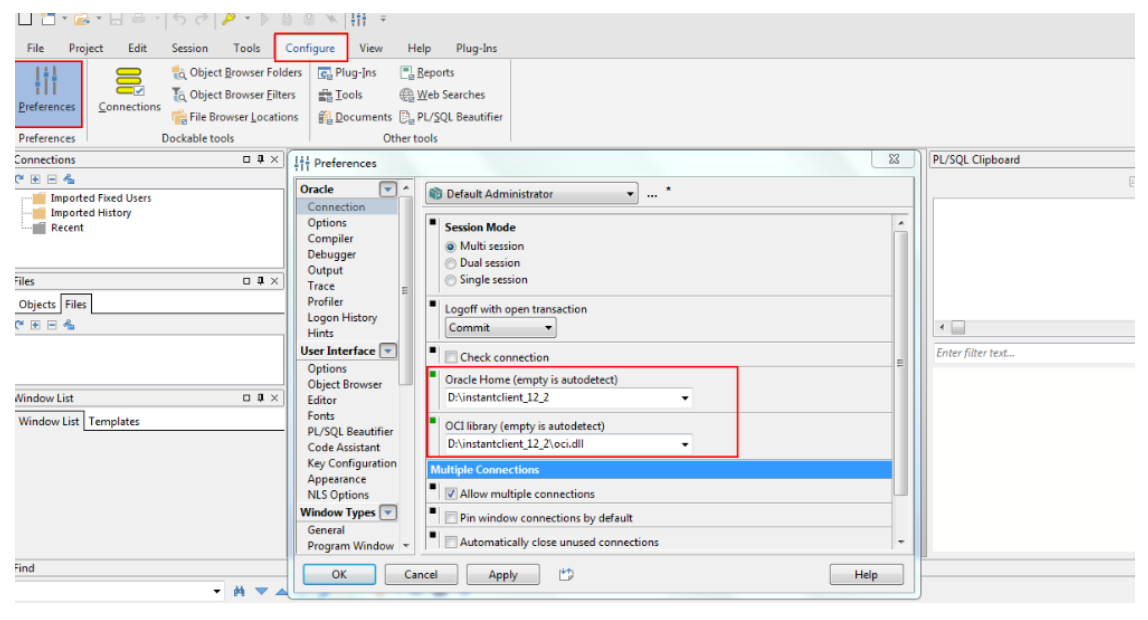 File Project Edit Session Tools Configure View Help Plug-Ins
Object Browser Folders Plug-Ins Reports
Object Browser Filters Tools Web Searches
Preferences Connections File Browser Locations Documents PL/SQL Beautifier
Preferences Dockable tools Other tools
Connections
Imported Fixed Users
Imported History
Recent
Files
Objects Files
Window List
Window List Templates
Find
Preferences
Oracle
Connection
Options
Compiler
Debugger
Output
Trace
Profiler
Logon History
Hints
User Interface
Options
Object Browser
Editor
Fonts
PL/SQL Beautifier
Code Assistant
Key Configuration
Appearance
NLS Options
Window Types
General
Program Window
Default Administrator ... *
Session Mode
Multi session
Dual session
Single session
Logoff with open transaction
Commit
Check connection
Oracle Home (empty is autodetect)
D:\instantclient_12_2
OCI library (empty is autodetect)
D:\instantclient_12_2\oci.dll
Multiple Connections
Allow multiple connections
Pin window connections by default
Automatically close unused connections
OK Cancel Apply Help
PL/SQL Clipboard
Enter filter text...